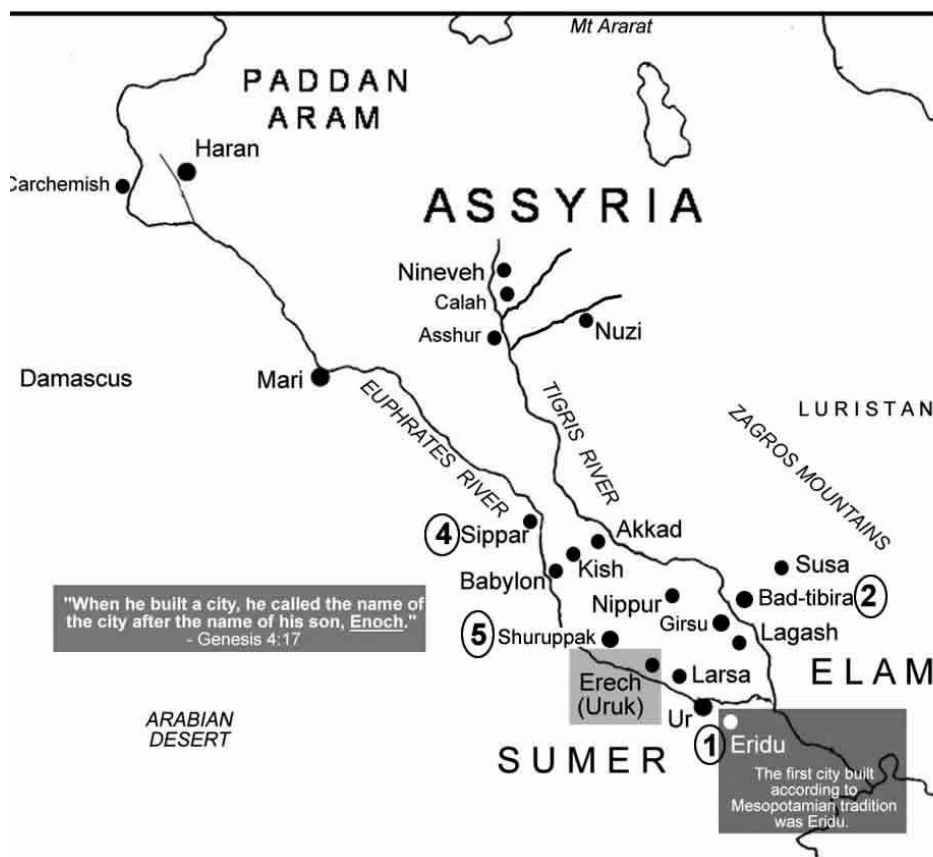 Mt Ararat
PADDAN
ARAM
Haran
Carchemish
ASSYRIA
Nineveh
Calah
Asshur
Nuzi
Damascus
Mari
EUPHRATES RIVER
TIGRIS RIVER
LURISTAN
ZAGROS MOUNTAINS
4 Sippar
Akkad
Kish
Babylon
Susa
Bad-tibira 2
Nippur
Girsu
Lagash
"When he built a city, he called the name of
the city after the name of his son, Enoch."
- Genesis 4:17
5 Shuruppak
Larsa
ELAM
Erech
(Uruk)
Ur
ARABIAN
DESERT
SUMER
1 Eridu
The first city built
according to
Mesopotamian tradition
was Eridu.